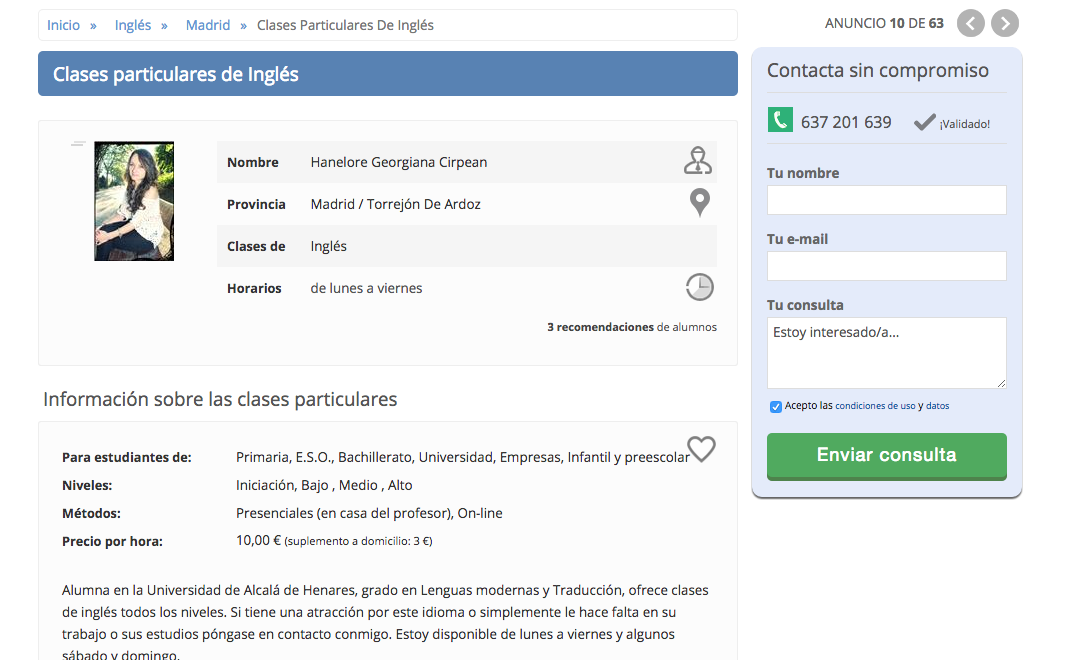 Inicio » Inglés » Madrid » Clases Particulares De Inglés
ANUNCIO 10 DE 63
Clases particulares de Inglés
Nombre Hanelore Georgiana Cirpean
Provincia Madrid / Torrejón De Ardoz
Clases de Inglés
Horarios de lunes a viernes
3 recomendaciones de alumnos
Información sobre las clases particulares
Para estudiantes de: Primaria, E.S.O., Bachillerato, Universidad, Empresas, Infantil y preescolar
Niveles: Iniciación, Bajo , Medio , Alto
Métodos: Presenciales (en casa del profesor), On-line
Precio por hora: 10,00 € (suplemento a domicilio: 3 €)
Alumna en la Universidad de Alcalá de Henares, grado en Lenguas modernas y Traducción, ofrece clases
de inglés todos los niveles. Si tiene una atracción por este idioma o simplemente le hace falta en su
trabajo o sus estudios póngase en contacto conmigo. Estoy disponible de lunes a viernes y algunos
sábado y domingo.
Contacta sin compromiso
637 201 639 ¡Validado!
Tu nombre
Tu e-mail
Tu consulta
Estoy interesado/a...
Acepto las condiciones de uso y datos
Enviar consulta